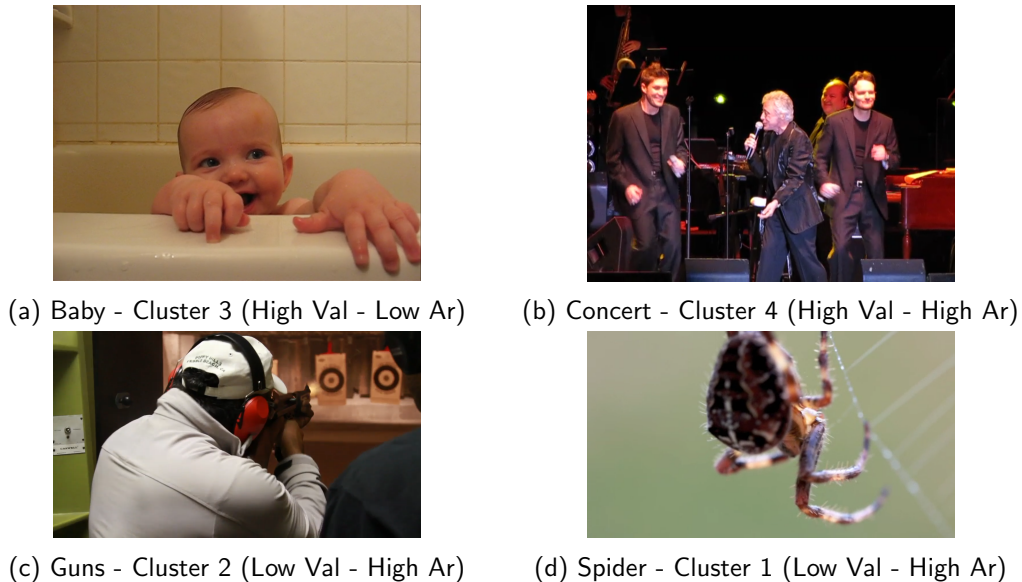 (a) Baby - Cluster 3 (High Val - Low Ar)
(b) Concert - Cluster 4 (High Val - High Ar)
(c) Guns - Cluster 2 (Low Val - High Ar)
(d) Spider - Cluster 1 (Low Val - High Ar)